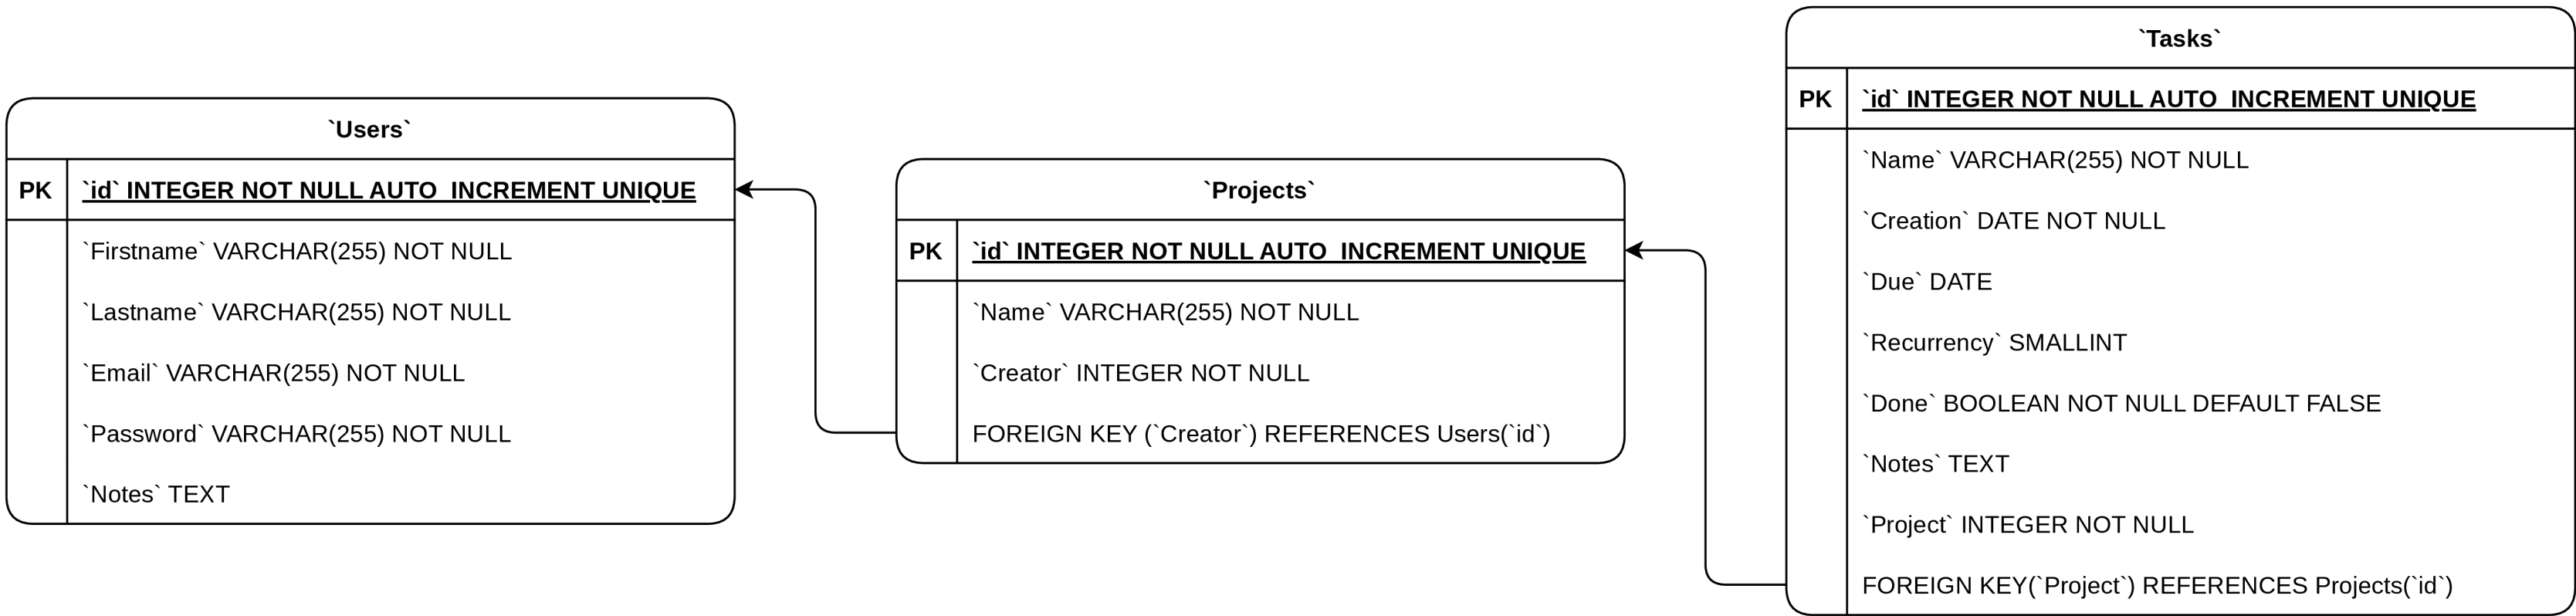 `Users`
PK `id` INTEGER NOT NULL AUTO_INCREMENT UNIQUE
`Firstname` VARCHAR(255) NOT NULL
`Lastname` VARCHAR(255) NOT NULL
`Email` VARCHAR(255) NOT NULL
`Password` VARCHAR(255) NOT NULL
`Notes` TEXT
`Projects`
PK `id` INTEGER NOT NULL AUTO_INCREMENT UNIQUE
`Name` VARCHAR(255) NOT NULL
`Creator` INTEGER NOT NULL
FOREIGN KEY (`Creator`) REFERENCES Users(`id`)
`Tasks`
PK `id` INTEGER NOT NULL AUTO_INCREMENT UNIQUE
`Name` VARCHAR(255) NOT NULL
`Creation` DATE NOT NULL
`Due` DATE
`Recurrency` SMALLINT
`Done` BOOLEAN NOT NULL DEFAULT FALSE
`Notes` TEXT
`Project` INTEGER NOT NULL
FOREIGN KEY(`Project`) REFERENCES Projects(`id`)